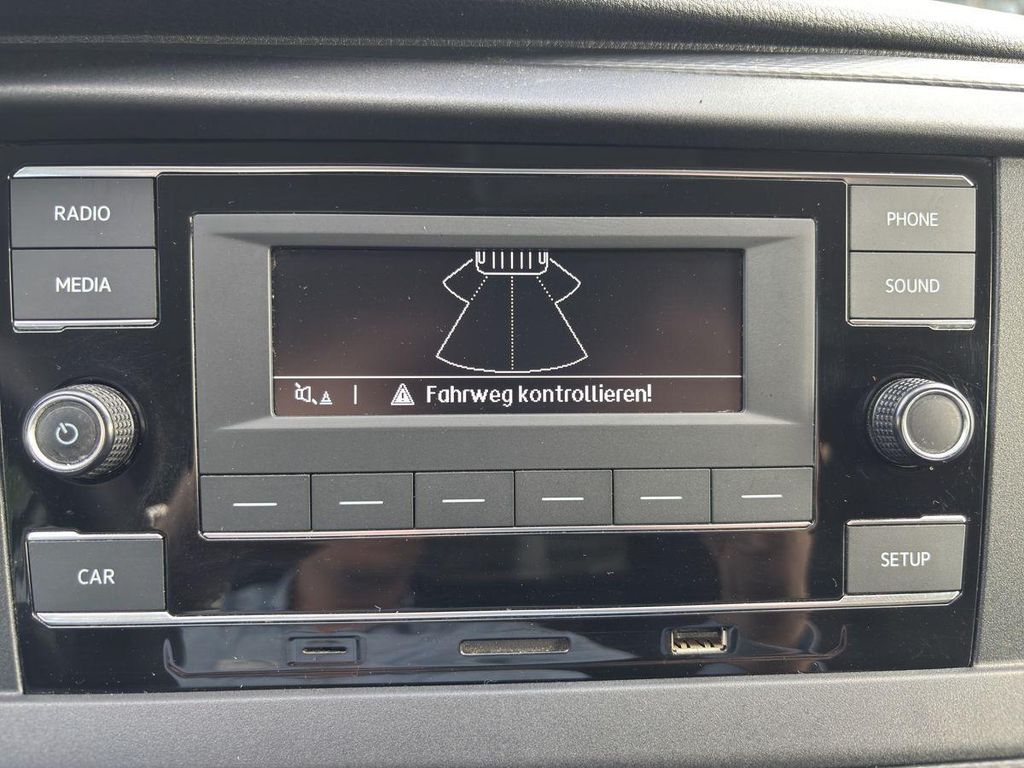 RADIO
PHONE
MEDIA
SOUND
Fahrweg kontrollieren!
CAR
SETUP